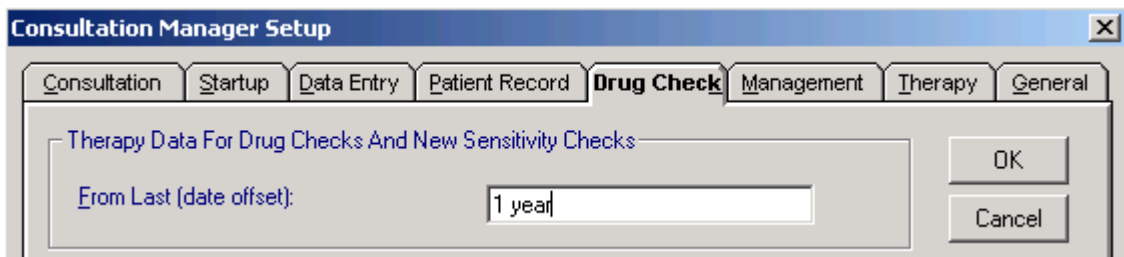 Consultation Manager Setup
Consultation Startup Data Entry Patient Record Drug Check Management Therapy General
Therapy Data For Drug Checks And New Sensitivity Checks
OK
From Last (date offset): 1 year
Cancel